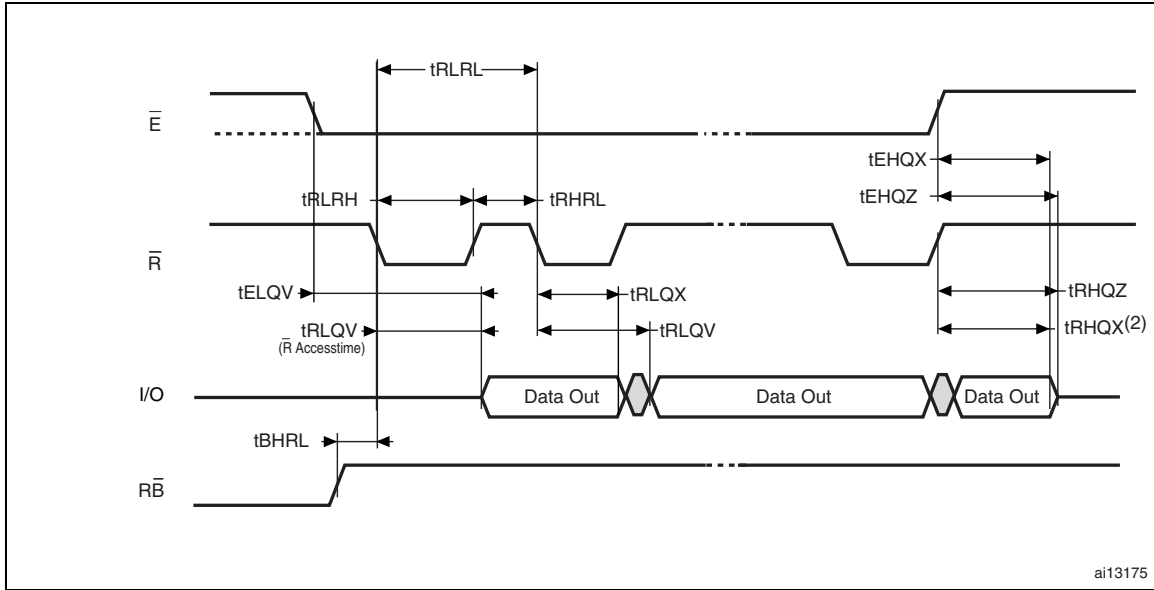 tRLRL
E̅
tEHQX
tRLRH
tRHRL
tEHQZ
R̅
tELQV
tRLQX
tRHQZ
tRLQV
tRLQV
tRHQX(2)
(R̅ Accesstime)
I/O
Data Out
Data Out
Data Out
tBHRL
RB̅
ai13175